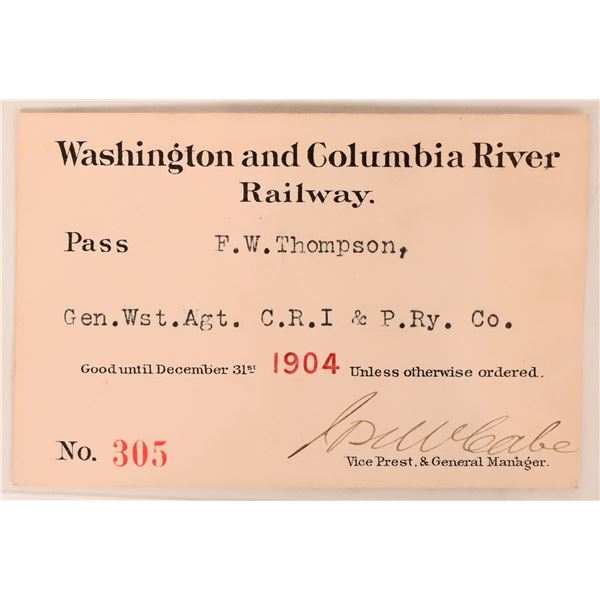 Washington and Columbia River
Railway.
Pass F.W.Thompson,
Gen.Wst.Agt. C.R.I & P.Ry. Co.
Good until December 31st 1904 Unless otherwise ordered.
No. 305
McCabe
Vice Prest. & General Manager.